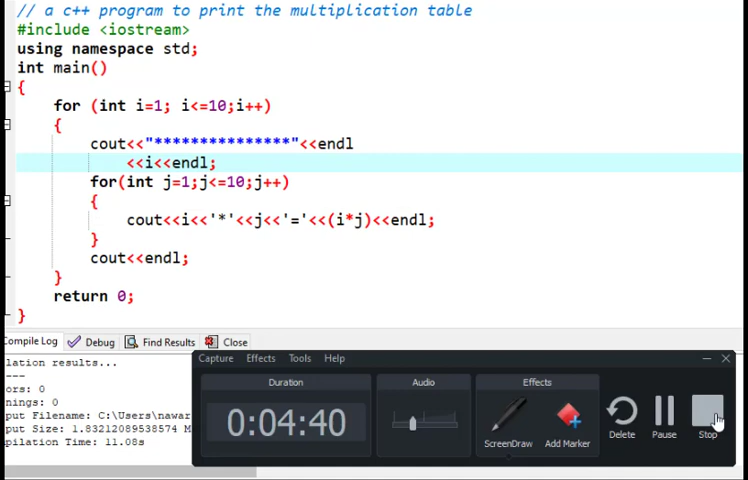 // a c++ program to print the multiplication table
#include <iostream>
using namespace std;
int main()
{
for (int i=1; i<=10;i++)
{
cout<<"***************"<<endl
<<i<<endl;
for(int j=1;j<=10;j++)
{
cout<<i<<'*'<<j<<'='<<(i*j)<<endl;
}
cout<<endl;
}
return 0;
}
Compile Log Debug Find Results Close
lation results...
---
ors: 0
nings: 0
put Filename: C:\Users\nawar
put Size: 1.83212089538574 M
pilation Time: 11.08s
Capture Effects Tools Help
Duration Audio Effects
0:04:40
ScreenDraw Add Marker Delete Pause Stop